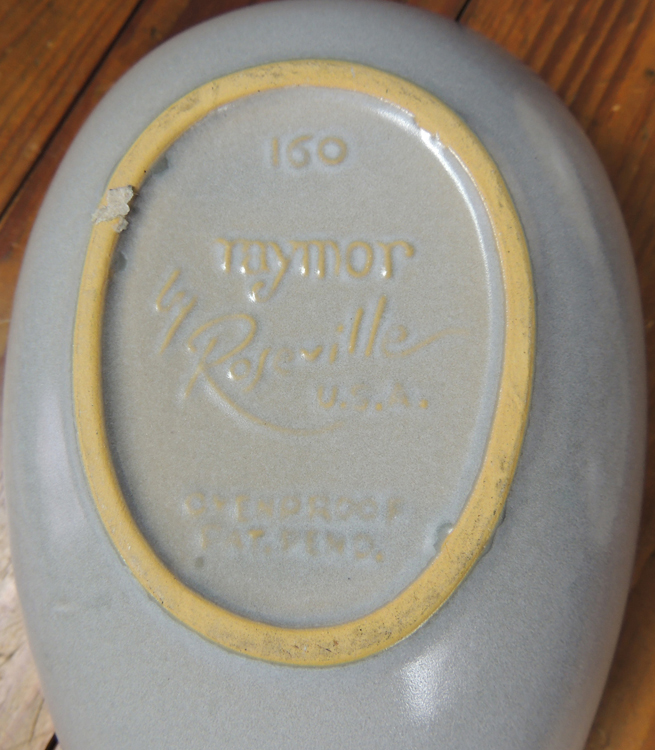 160
raymor
by Roseville
U.S.A.
OVENPROOF
PAT. PEND.